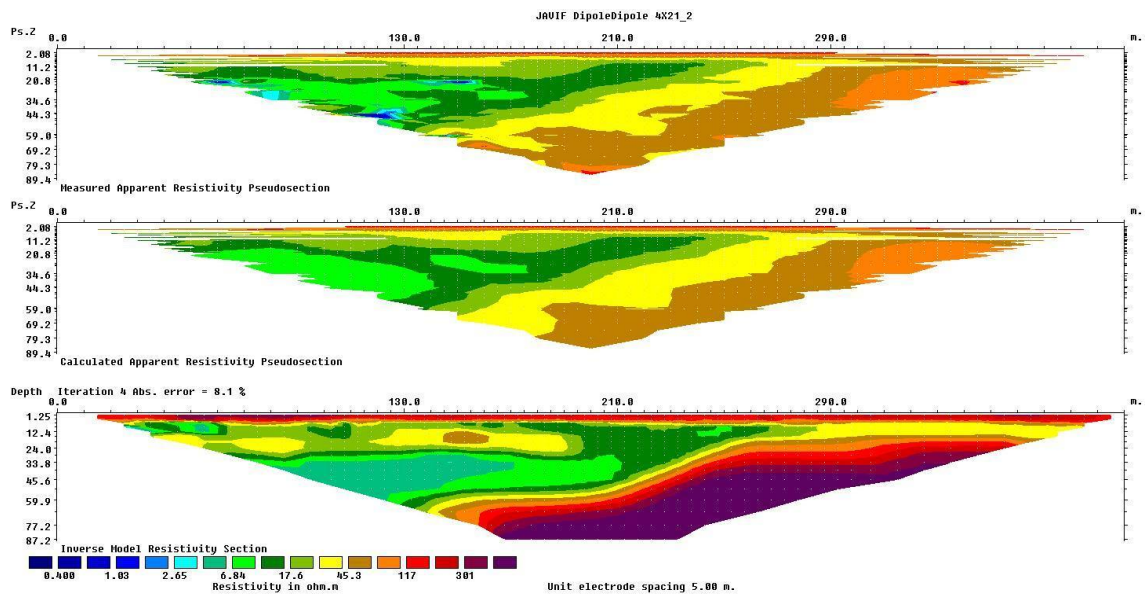 JAVIF DipoleDipole 4X21_2
Ps.Z 0.0 130.0 210.0 290.0 m.
2.08
11.2
20.8
34.6
44.3
59.0
69.2
79.3
89.4
Measured Apparent Resistivity Pseudosection
Ps.Z 0.0 130.0 210.0 290.0 m.
2.08
11.2
20.8
34.6
44.3
59.0
69.2
79.3
89.4
Calculated Apparent Resistivity Pseudosection
Depth Iteration 4 Abs. error = 8.1 %
0.0 130.0 210.0 290.0 m.
1.25
12.4
24.0
33.8
45.6
59.9
77.2
87.2
Inverse Model Resistivity Section
0.400 1.03 2.65 6.84 17.6 45.3 117 301
Resistivity in ohm.m Unit electrode spacing 5.00 m.